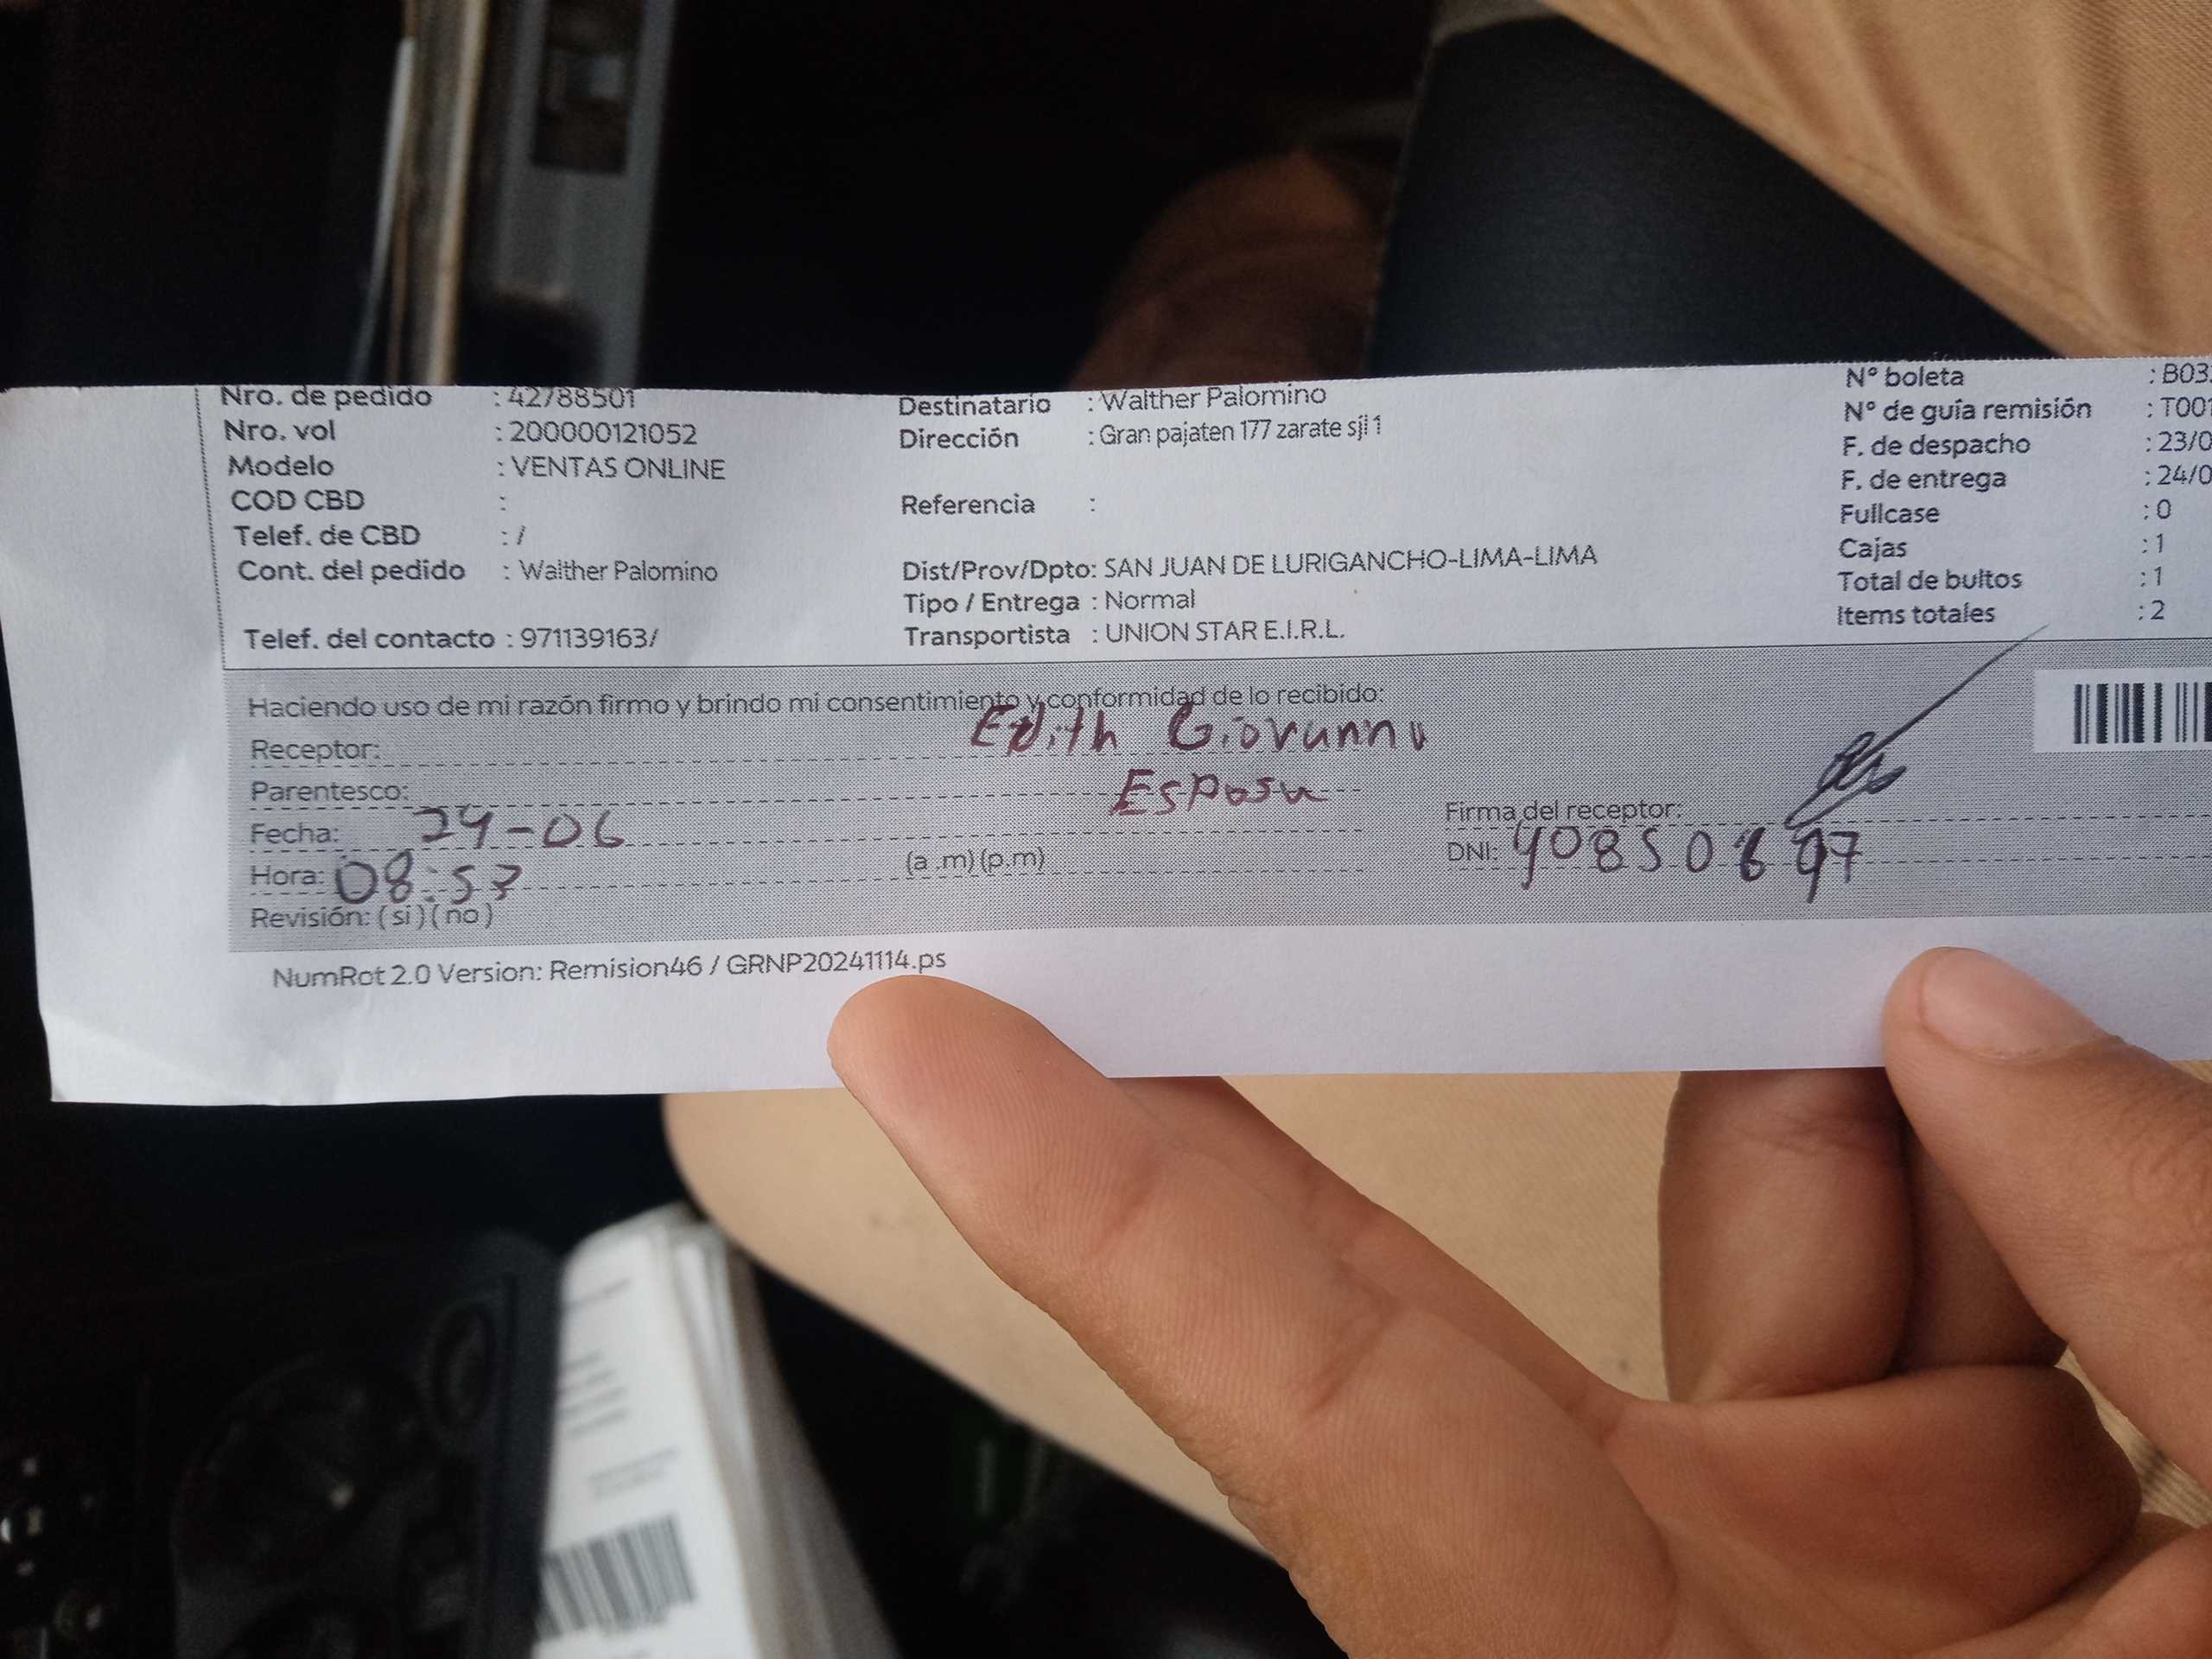 Nro. de pedido : 42788501
Nro. vol : 200000121052
Modelo : VENTAS ONLINE
COD CBD :
Telef. de CBD : /
Cont. del pedido : Walther Palomino
Telef. del contacto : 971139163/
Destinatario : Walther Palomino
Dirección : Gran pajaten 177 zarate sjl 1
Referencia :
Dist/Prov/Dpto: SAN JUAN DE LURIGANCHO-LIMA-LIMA
Tipo / Entrega : Normal
Transportista : UNION STAR E.I.R.L.
N° boleta : B03
N° de guía remisión : T001
F. de despacho : 23/0
F. de entrega : 24/0
Fullcase : 0
Cajas : 1
Total de bultos : 1
Items totales : 2
Haciendo uso de mi razón firmo y brindo mi consentimiento y conformidad de lo recibido:
Receptor: Edith Giovanna
Parentesco: Esposa
Fecha: 24-06
Hora: 08:53 (a .m) (p.m)
Revisión: ( si ) ( no )
Firma del receptor:
DNI:
NumRot 2.0 Version: Remision46 / GRNP20241114.ps